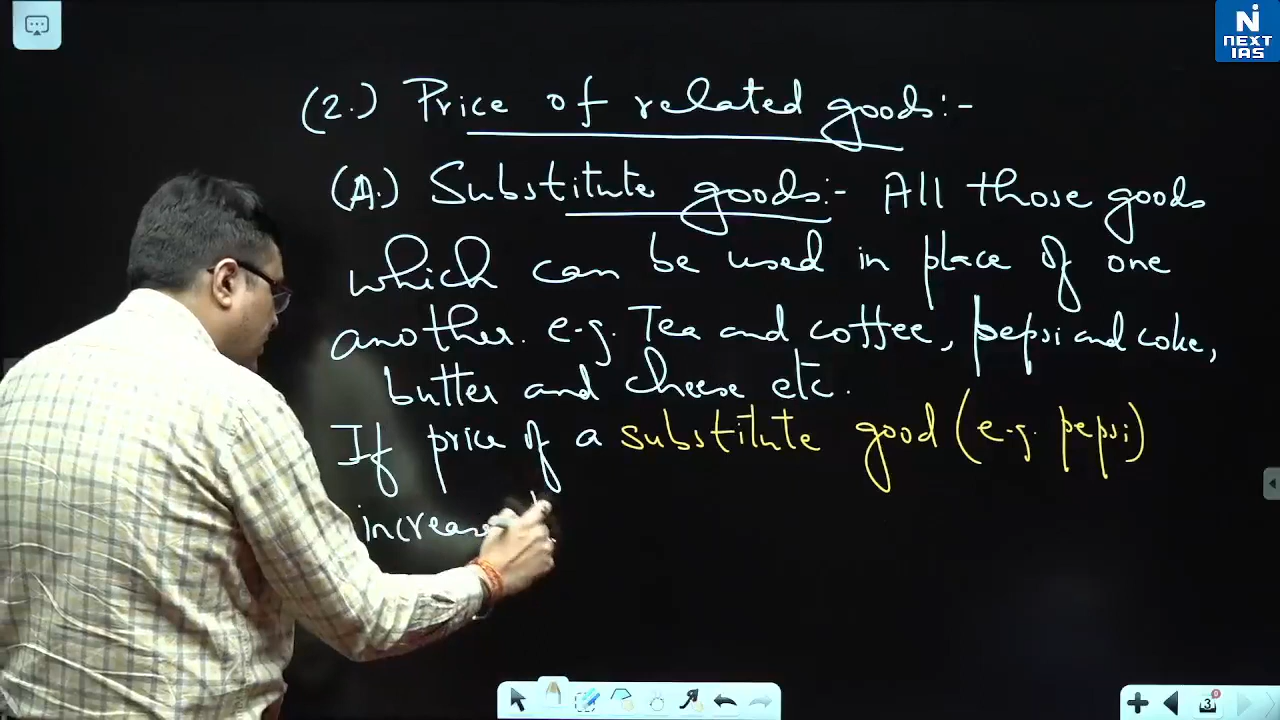 NEXT
IAS
(2.) Price of related goods:-
(A.) Substitute goods:- All those goods
which can be used in place of one
another. e.g. Tea and coffee, pepsi and coke,
butter and cheese etc.
If price of a substitute good (e.g. pepsi)
increase
3